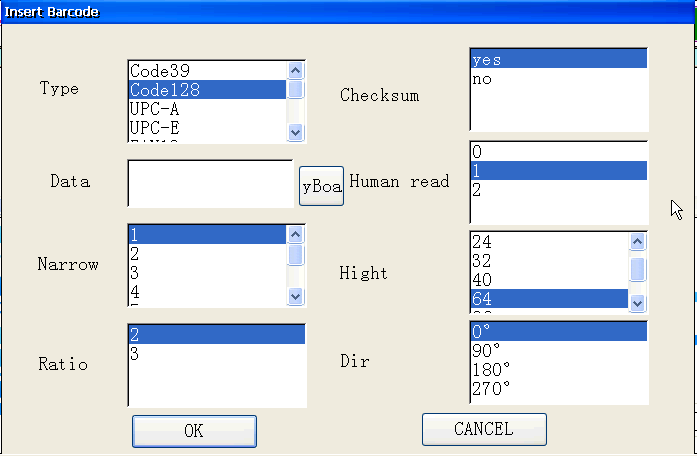 Insert Barcode
Type
Code39
Code128
UPC-A
UPC-E
Checksum
yes
no
Data
yBoa
Human read
0
1
2
Narrow
1
2
3
4
Hight
24
32
40
64
Ratio
2
3
Dir
0°
90°
180°
270°
OK
CANCEL